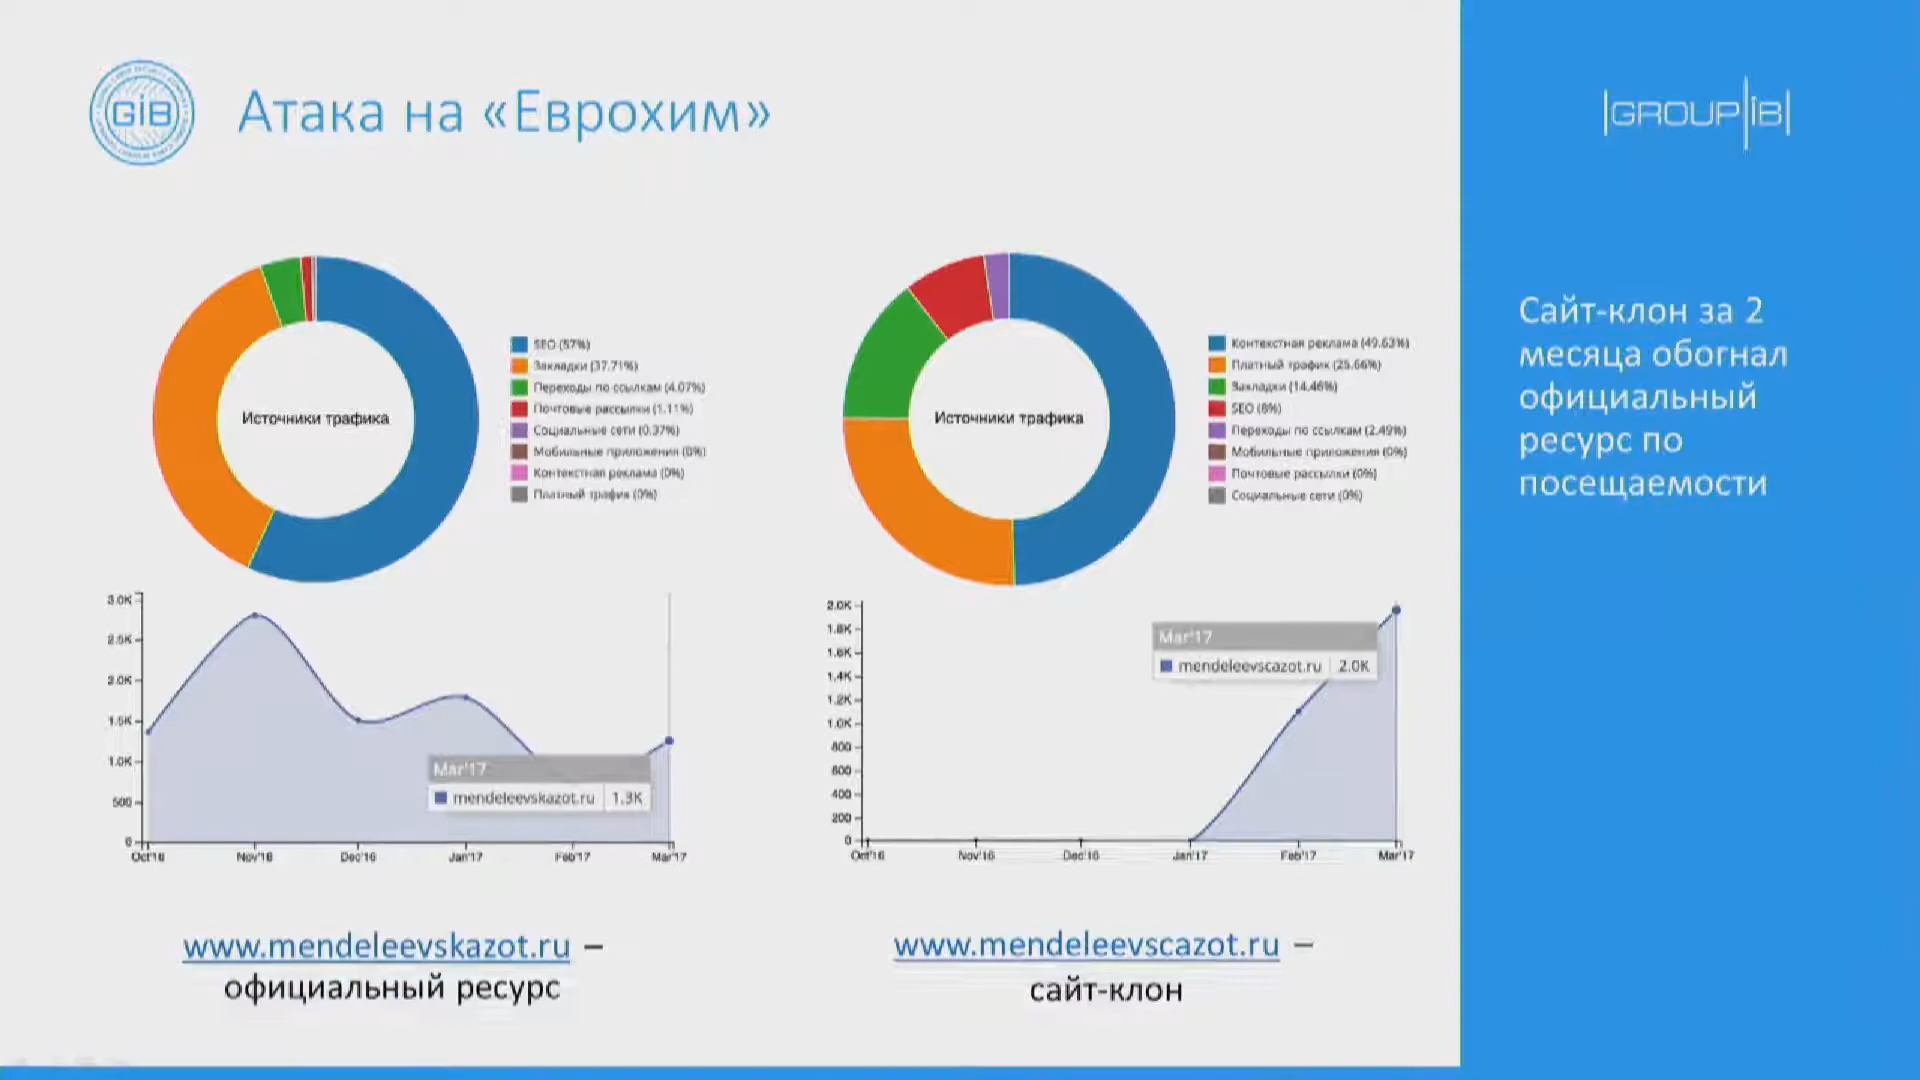 GiB
Атака на «Еврохим»
GROUP iB
Сайт-клон за 2
месяца обогнал
официальный
ресурс по
посещаемости
Источники трафика
SEO (57%)
Закладки (37.71%)
Переходы по ссылкам (4.07%)
Почтовые рассылки (1.11%)
Социальные сети (0.37%)
Мобильные приложения (0%)
Контекстная реклама (0%)
Платный трафик (0%)
Источники трафика
Контекстная реклама (49.63%)
Платный трафик (25.66%)
Закладки (14.46%)
SEO (8%)
Переходы по ссылкам (2.49%)
Мобильные приложения (0%)
Почтовые рассылки (0%)
Социальные сети (0%)
3.0K
2.5K
2.0K
1.5K
1.0K
500
0
Mar'17
mendeleevskazot.ru 1.3K
Oct'16 Nov'16 Dec'16 Jan'17 Feb'17 Mar'17
2.0K
1.8K
1.6K
1.4K
1.2K
1.0K
800
600
400
200
0
Mar'17
mendeleevscazot.ru 2.0K
Oct'16 Nov'16 Dec'16 Jan'17 Feb'17 Mar'17
www.mendeleevskazot.ru –
официальный ресурс
www.mendeleevscazot.ru –
сайт-клон